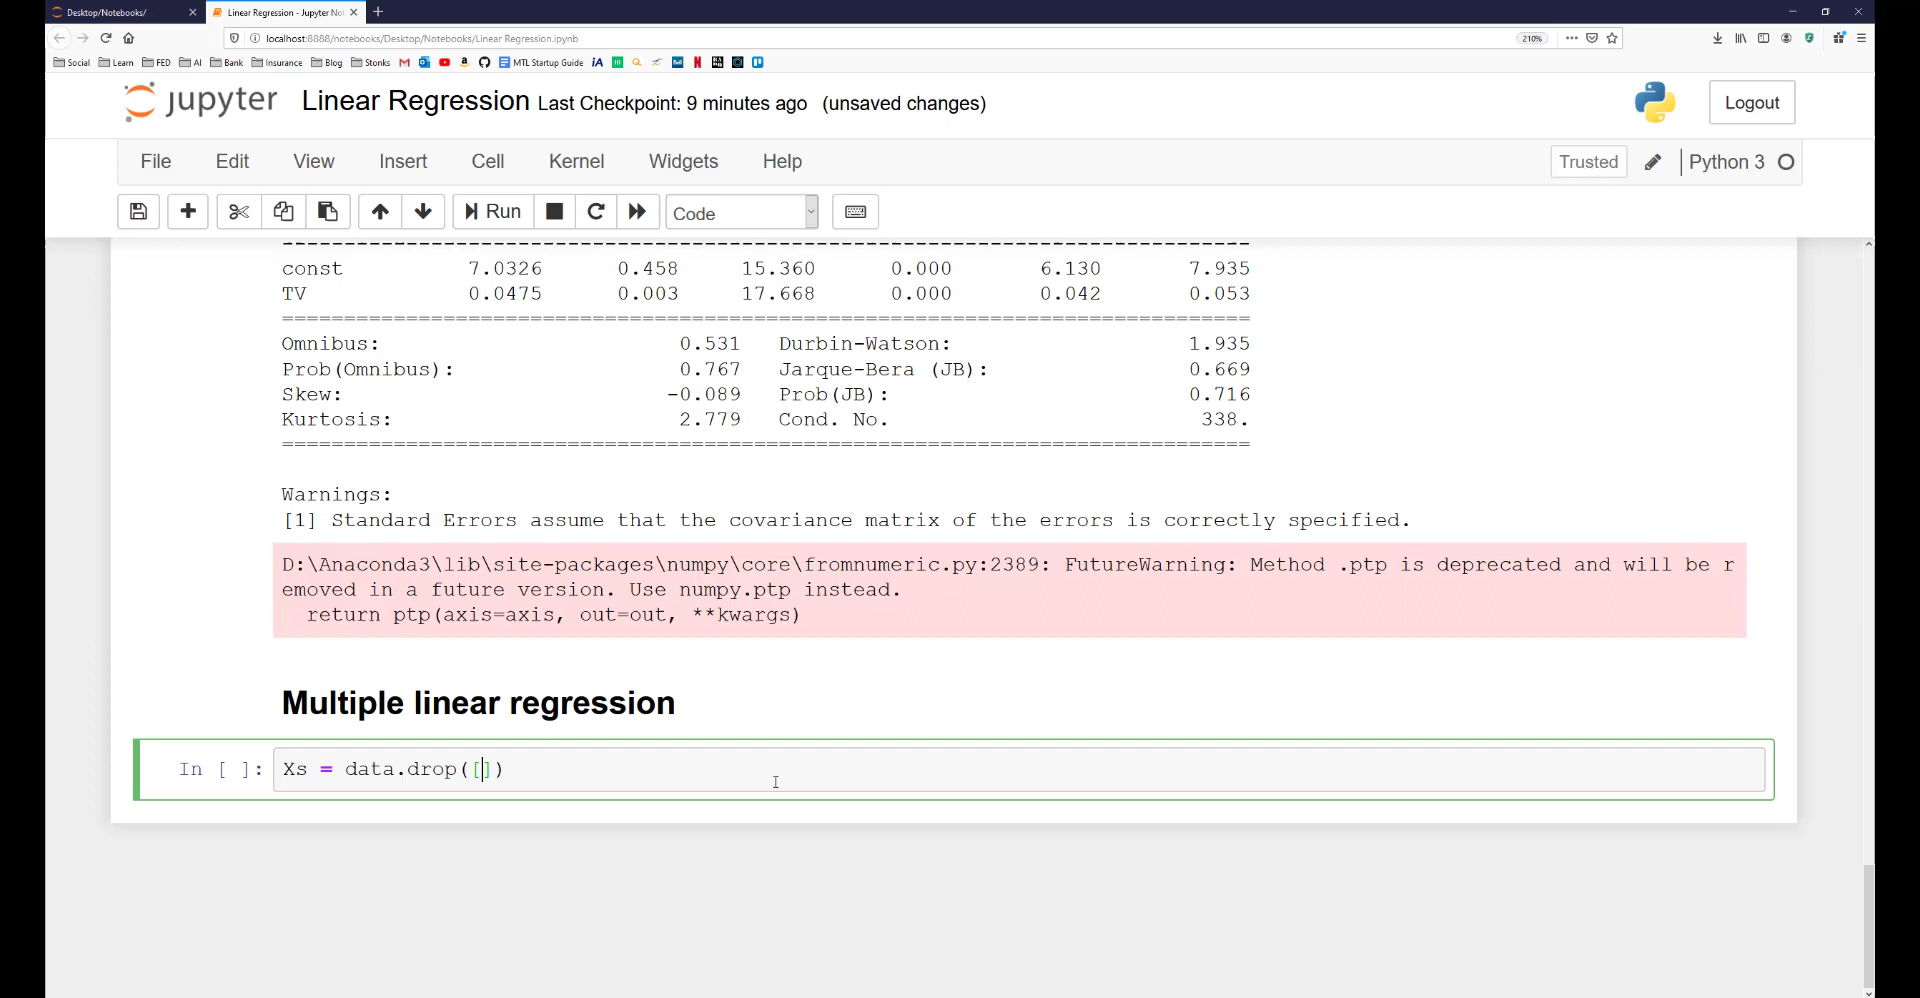 Desktop/Notebooks/
Linear Regression - Jupyter Not
localhost:8888/notebooks/Desktop/Notebooks/Linear Regression.ipynb
210%
Social Learn FED AI Bank Insurance Blog Stonks MTL Startup Guide iA
jupyter Linear Regression Last Checkpoint: 9 minutes ago (unsaved changes)
Logout
File Edit View Insert Cell Kernel Widgets Help
Trusted Python 3
Run Code
const 7.0326 0.458 15.360 0.000 6.130 7.935
TV 0.0475 0.003 17.668 0.000 0.042 0.053
==============================================================================
Omnibus: 0.531 Durbin-Watson: 1.935
Prob(Omnibus): 0.767 Jarque-Bera (JB): 0.669
Skew: -0.089 Prob(JB): 0.716
Kurtosis: 2.779 Cond. No. 338.
==============================================================================
Warnings:
[1] Standard Errors assume that the covariance matrix of the errors is correctly specified.
D:\Anaconda3\lib\site-packages\numpy\core\fromnumeric.py:2389: FutureWarning: Method .ptp is deprecated and will be r
emoved in a future version. Use numpy.ptp instead.
return ptp(axis=axis, out=out, **kwargs)
Multiple linear regression
In [ ]: Xs = data.drop([])